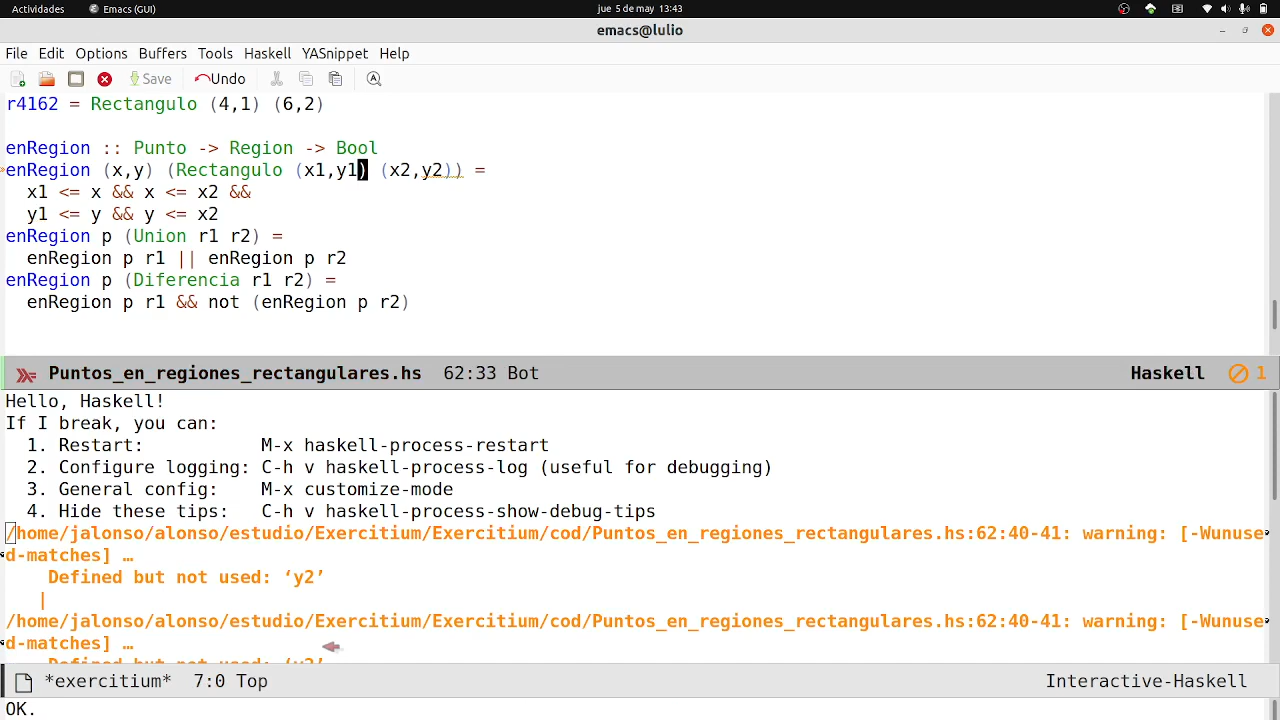 Actividades Emacs (GUI) jue 5 de may 13:43
emacs@lulio
File Edit Options Buffers Tools Haskell YASnippet Help
Save Undo
r4162 = Rectangulo (4,1) (6,2)
enRegion :: Punto -> Region -> Bool
enRegion (x,y) (Rectangulo (x1,y1) (x2,y2)) =
  x1 <= x && x <= x2 &&
  y1 <= y && y <= x2
enRegion p (Union r1 r2) =
  enRegion p r1 || enRegion p r2
enRegion p (Diferencia r1 r2) =
  enRegion p r1 && not (enRegion p r2)
Puntos_en_regiones_rectangulares.hs 62:33 Bot Haskell 1
Hello, Haskell!
If I break, you can:
  1. Restart:           M-x haskell-process-restart
  2. Configure logging: C-h v haskell-process-log (useful for debugging)
  3. General config:    M-x customize-mode
  4. Hide these tips:   C-h v haskell-process-show-debug-tips
/home/jalonso/alonso/estudio/Exercitium/Exercitium/cod/Puntos_en_regiones_rectangulares.hs:62:40-41: warning: [-Wunuse
d-matches] …
    Defined but not used: ‘y2’
   |
/home/jalonso/alonso/estudio/Exercitium/Exercitium/cod/Puntos_en_regiones_rectangulares.hs:62:40-41: warning: [-Wunuse
d-matches] …
    Defined but not used: ‘y2’
*exercitium* 7:0 Top Interactive-Haskell
OK.